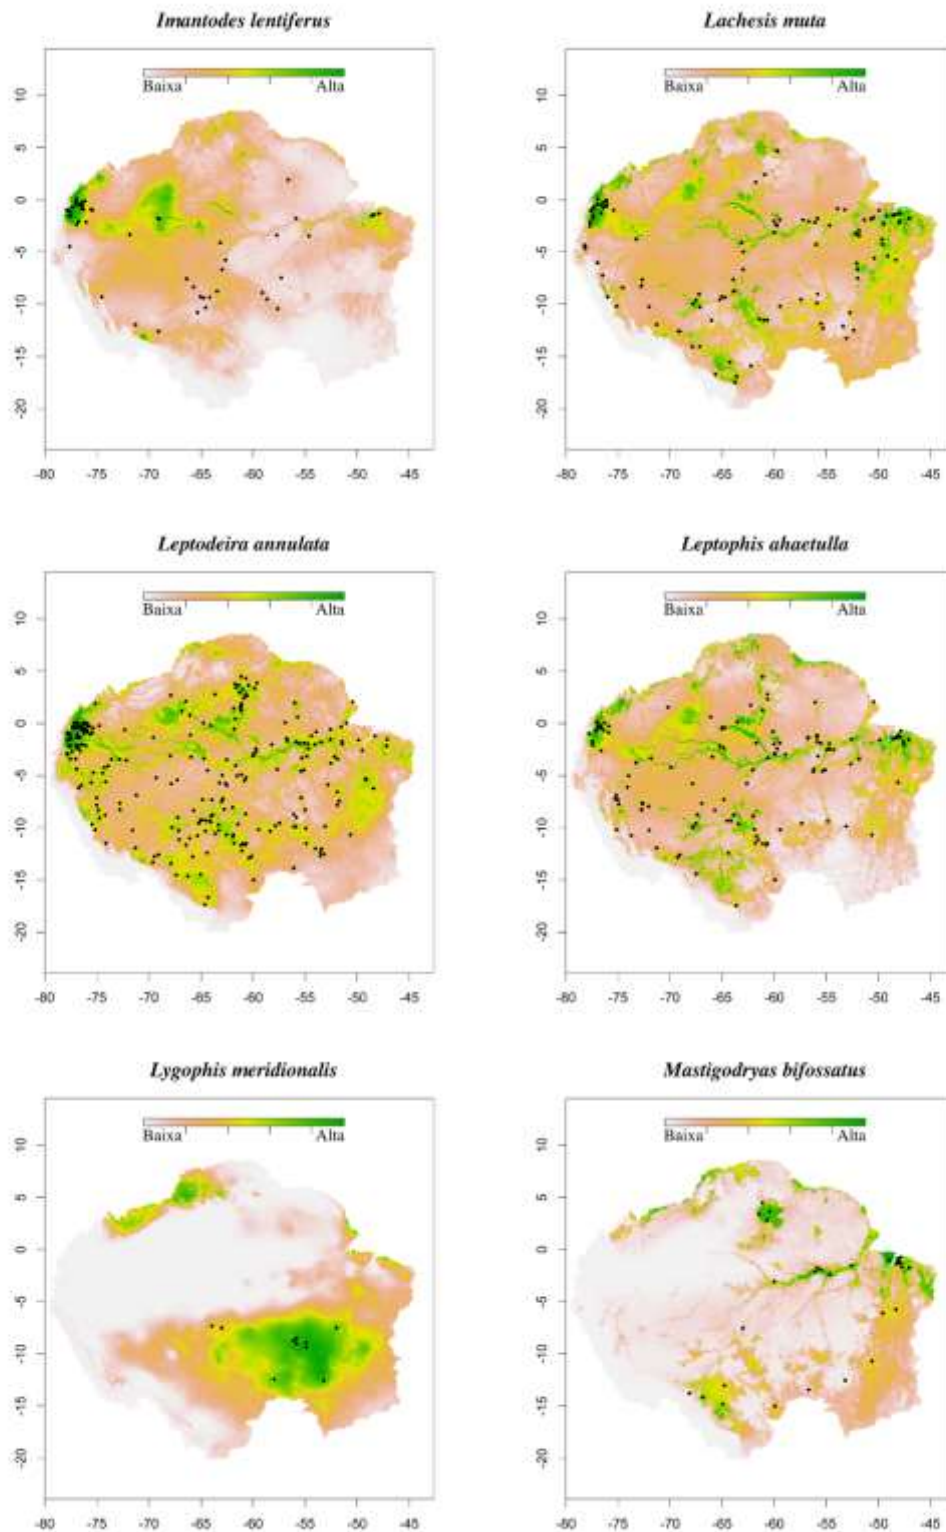 Imantodes lentiferus Lachesis muta
Baixa Alta Baixa Alta
10 10
5 5
0 0
-5 -5
-10 -10
-15 -15
-20 -20
-80 -75 -70 -65 -60 -55 -50 -45 -80 -75 -70 -65 -60 -55 -50 -45
Leptodeira annulata Leptophis ahaetulla
Baixa Alta Baixa Alta
10 10
5 5
0 0
-5 -5
-10 -10
-15 -15
-20 -20
-80 -75 -70 -65 -60 -55 -50 -45 -80 -75 -70 -65 -60 -55 -50 -45
Lygophis meridionalis Mastigodryas bifossatus
Baixa Alta Baixa Alta
10 10
5 5
0 0
-5 -5
-10 -10
-15 -15
-20 -20
-80 -75 -70 -65 -60 -55 -50 -45 -80 -75 -70 -65 -60 -55 -50 -45